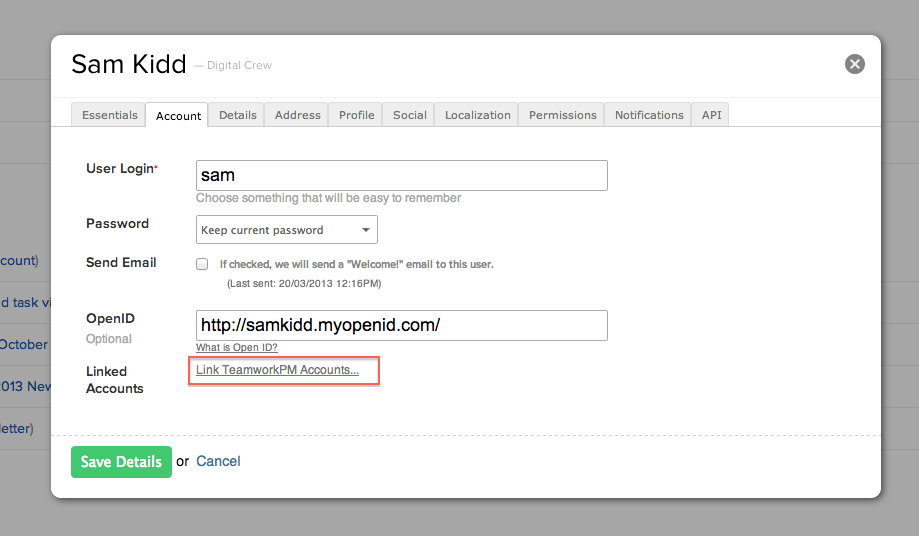 Sam Kidd — Digital Crew
Essentials Account Details Address Profile Social Localization Permissions Notifications API
User Login* sam
Choose something that will be easy to remember
Password Keep current password
count)
Send Email If checked, we will send a "Welcome!" email to this user.
(Last sent: 20/03/2013 12:16PM)
d task vi
OpenID http://samkidd.myopenid.com/
Optional
October
What is Open ID?
Linked Link TeamworkPM Accounts...
Accounts
2013 New
letter)
Save Details or Cancel